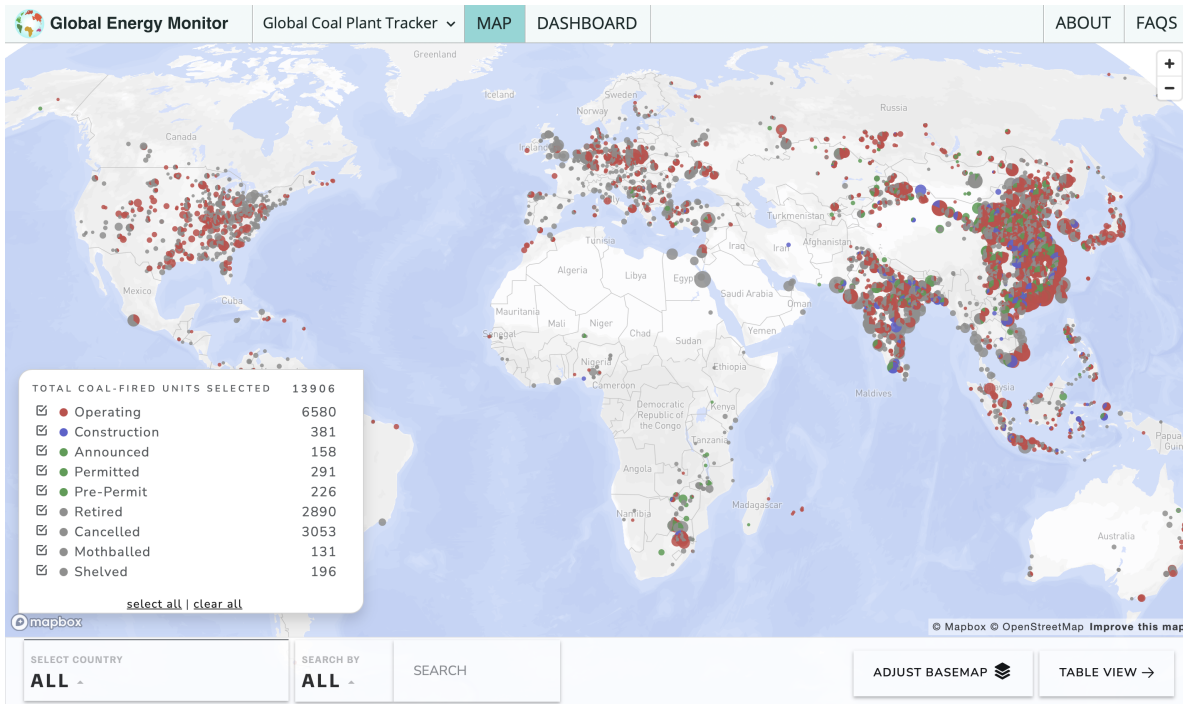 Global Energy Monitor
Global Coal Plant Tracker
MAP
DASHBOARD
ABOUT
FAQS
Greenland
Iceland
Sweden
Norway
Russia
Canada
Turkmenistan
Tunisia
Iraq
Iran
Afghanistan
Algeria
Libya
Egypt
Mexico
Cuba
Saudi Arabia
Oman
Mauritania
Mali
Niger
Chad
Sudan
Yemen
Senegal
Nigeria
Ethiopia
Cameroon
Democratic
Republic of
the Congo
Kenya
Maldives
Tanzania
Angola
Madagascar
Namibia
Papua
Australia
TOTAL COAL-FIRED UNITS SELECTED 13906
Operating 6580
Construction 381
Announced 158
Permitted 291
Pre-Permit 226
Retired 2890
Cancelled 3053
Mothballed 131
Shelved 196
select all | clear all
mapbox
© Mapbox © OpenStreetMap Improve this map
SELECT COUNTRY
ALL
SEARCH BY
ALL
SEARCH
ADJUST BASEMAP
TABLE VIEW →